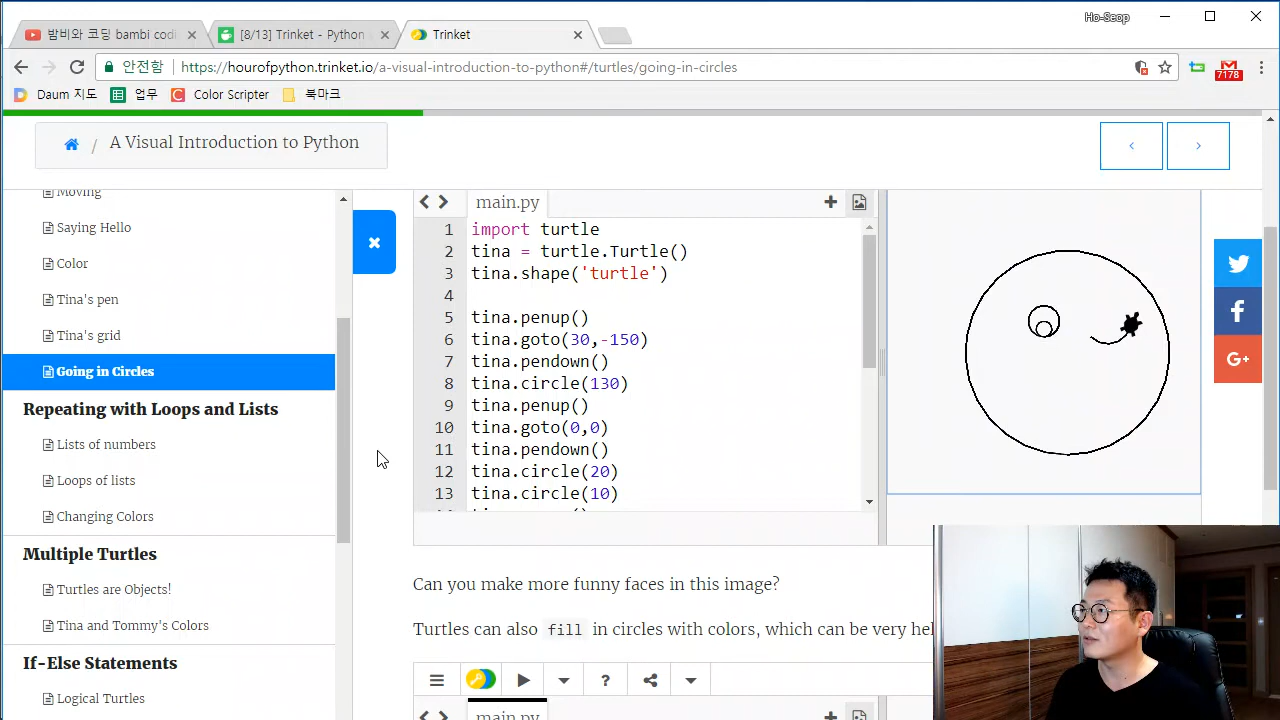 Ho-Seop
밤비와 코딩 bambi codi
[8/13] Trinket - Python
Trinket
안전함
https://hourofpython.trinket.io/a-visual-introduction-to-python#/turtles/going-in-circles
7178
Daum 지도
업무
Color Scripter
북마크
/ A Visual Introduction to Python
Moving
Saying Hello
Color
Tina's pen
Tina's grid
Going in Circles
Repeating with Loops and Lists
Lists of numbers
Loops of lists
Changing Colors
Multiple Turtles
Turtles are Objects!
Tina and Tommy's Colors
If-Else Statements
Logical Turtles
main.py
1 import turtle
2 tina = turtle.Turtle()
3 tina.shape('turtle')
4
5 tina.penup()
6 tina.goto(30,-150)
7 tina.pendown()
8 tina.circle(130)
9 tina.penup()
10 tina.goto(0,0)
11 tina.pendown()
12 tina.circle(20)
13 tina.circle(10)
G+
Can you make more funny faces in this image?
Turtles can also fill in circles with colors, which can be very hel
main.py